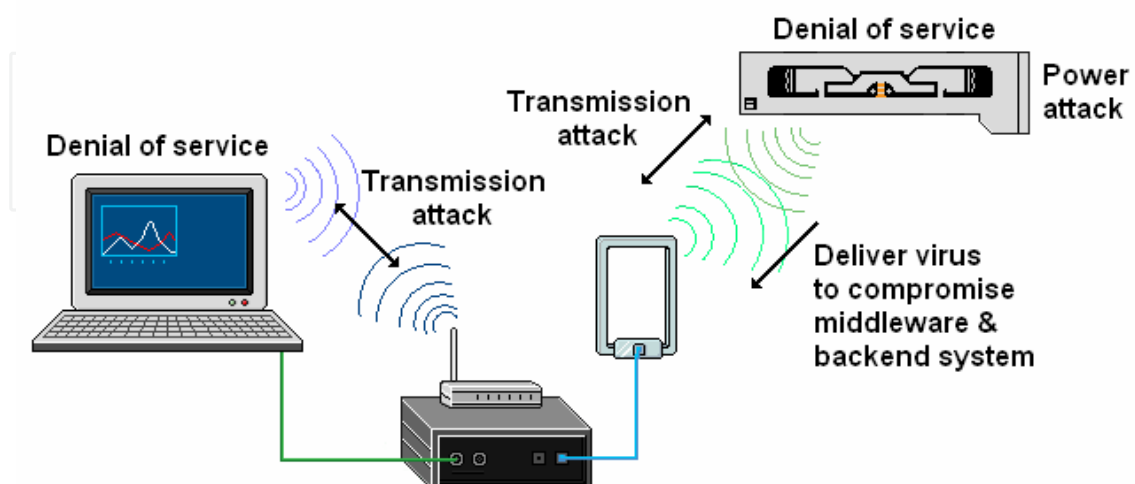 Denial of service
Power
attack
Transmission
attack
Denial of service
Transmission
attack
Deliver virus
to compromise
middleware &
backend system